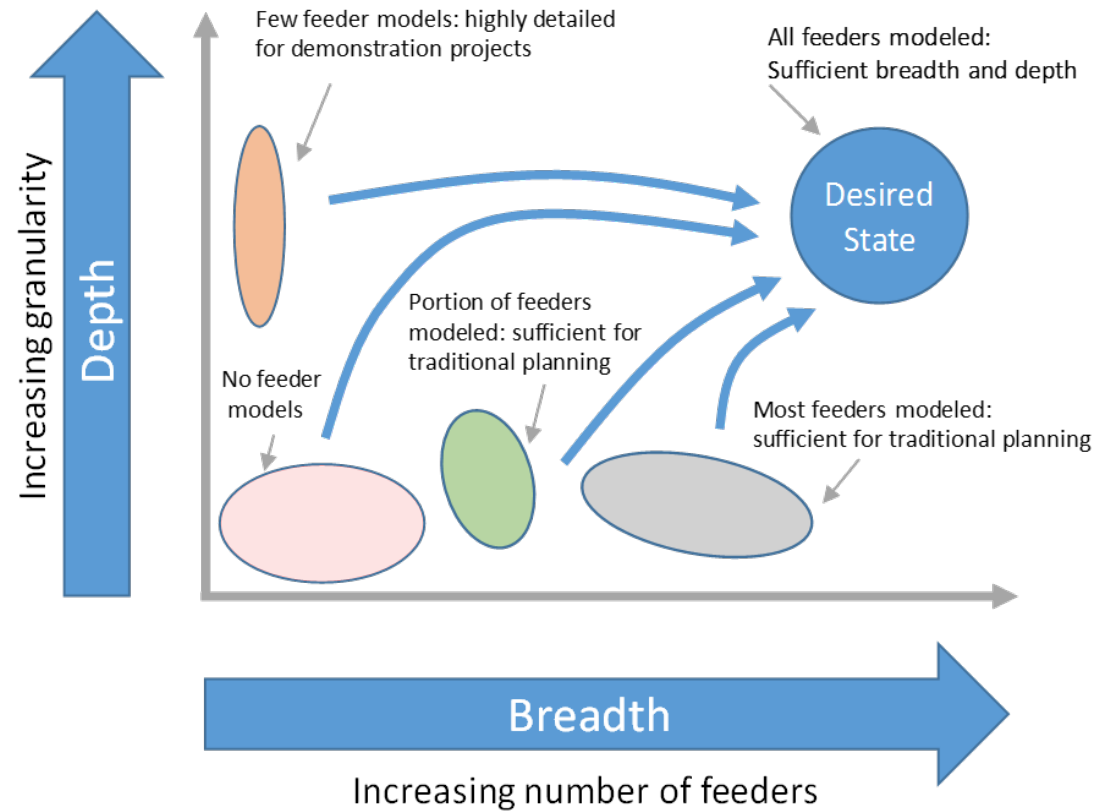 Few feeder models: highly detailed
for demonstration projects
All feeders modeled:
Sufficient breadth and depth
Desired
State
Increasing granularity
Depth
Portion of feeders
modeled: sufficient for
traditional planning
No feeder
models
Most feeders modeled:
sufficient for traditional planning
Breadth
Increasing number of feeders